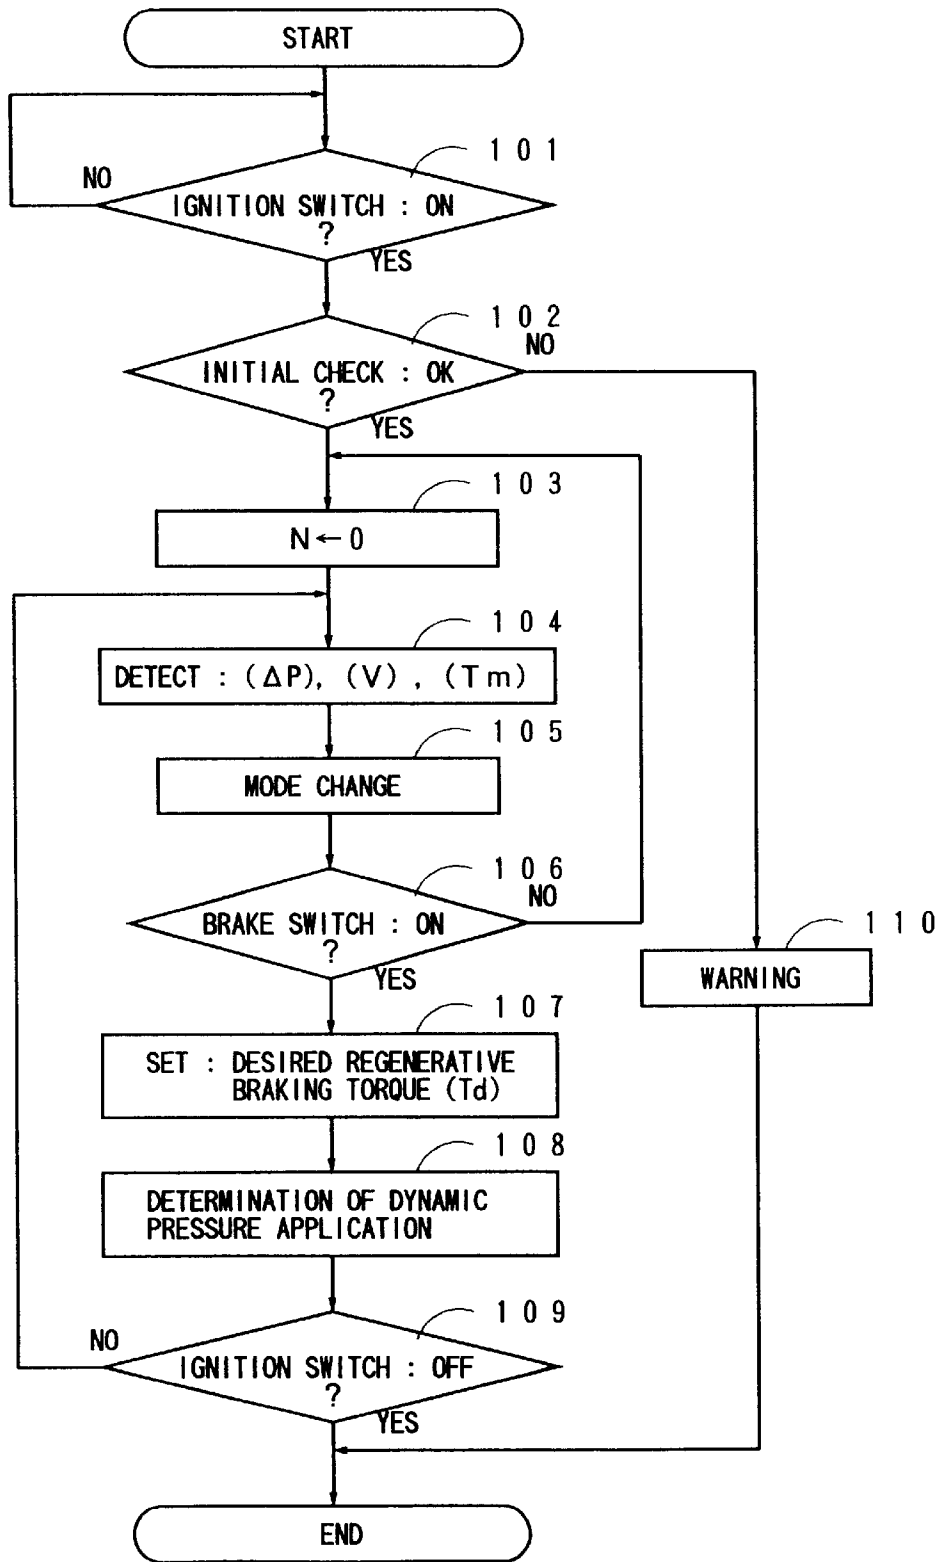 START
101
NO
IGNITION SWITCH : ON
?
YES
102
NO
INITIAL CHECK : OK
?
YES
103
N ← 0
104
DETECT : (ΔP), (V) , (Tm)
105
MODE CHANGE
106
NO
BRAKE SWITCH : ON
?
YES
110
WARNING
107
SET : DESIRED REGENERATIVE
BRAKING TORQUE (Td)
108
DETERMINATION OF DYNAMIC
PRESSURE APPLICATION
109
NO
IGNITION SWITCH : OFF
?
YES
END